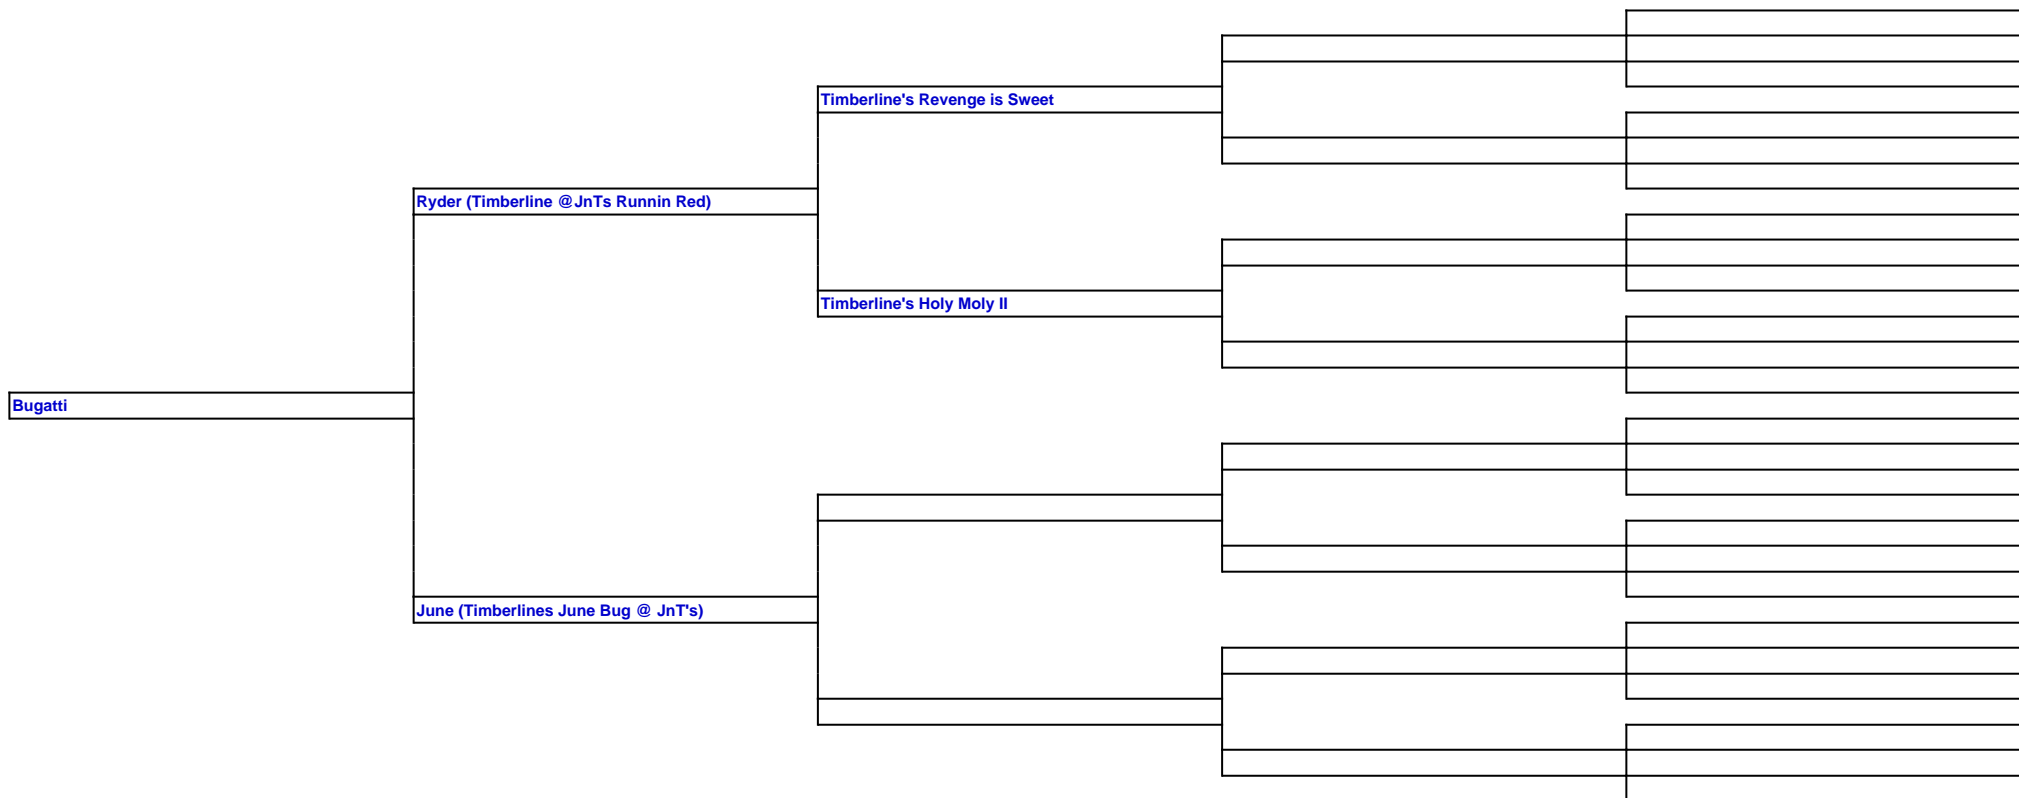 Timberline's Revenge is Sweet
Ryder (Timberline @JnTs Runnin Red)
Timberline's Holy Moly II
Bugatti
June (Timberlines June Bug @ JnT's)